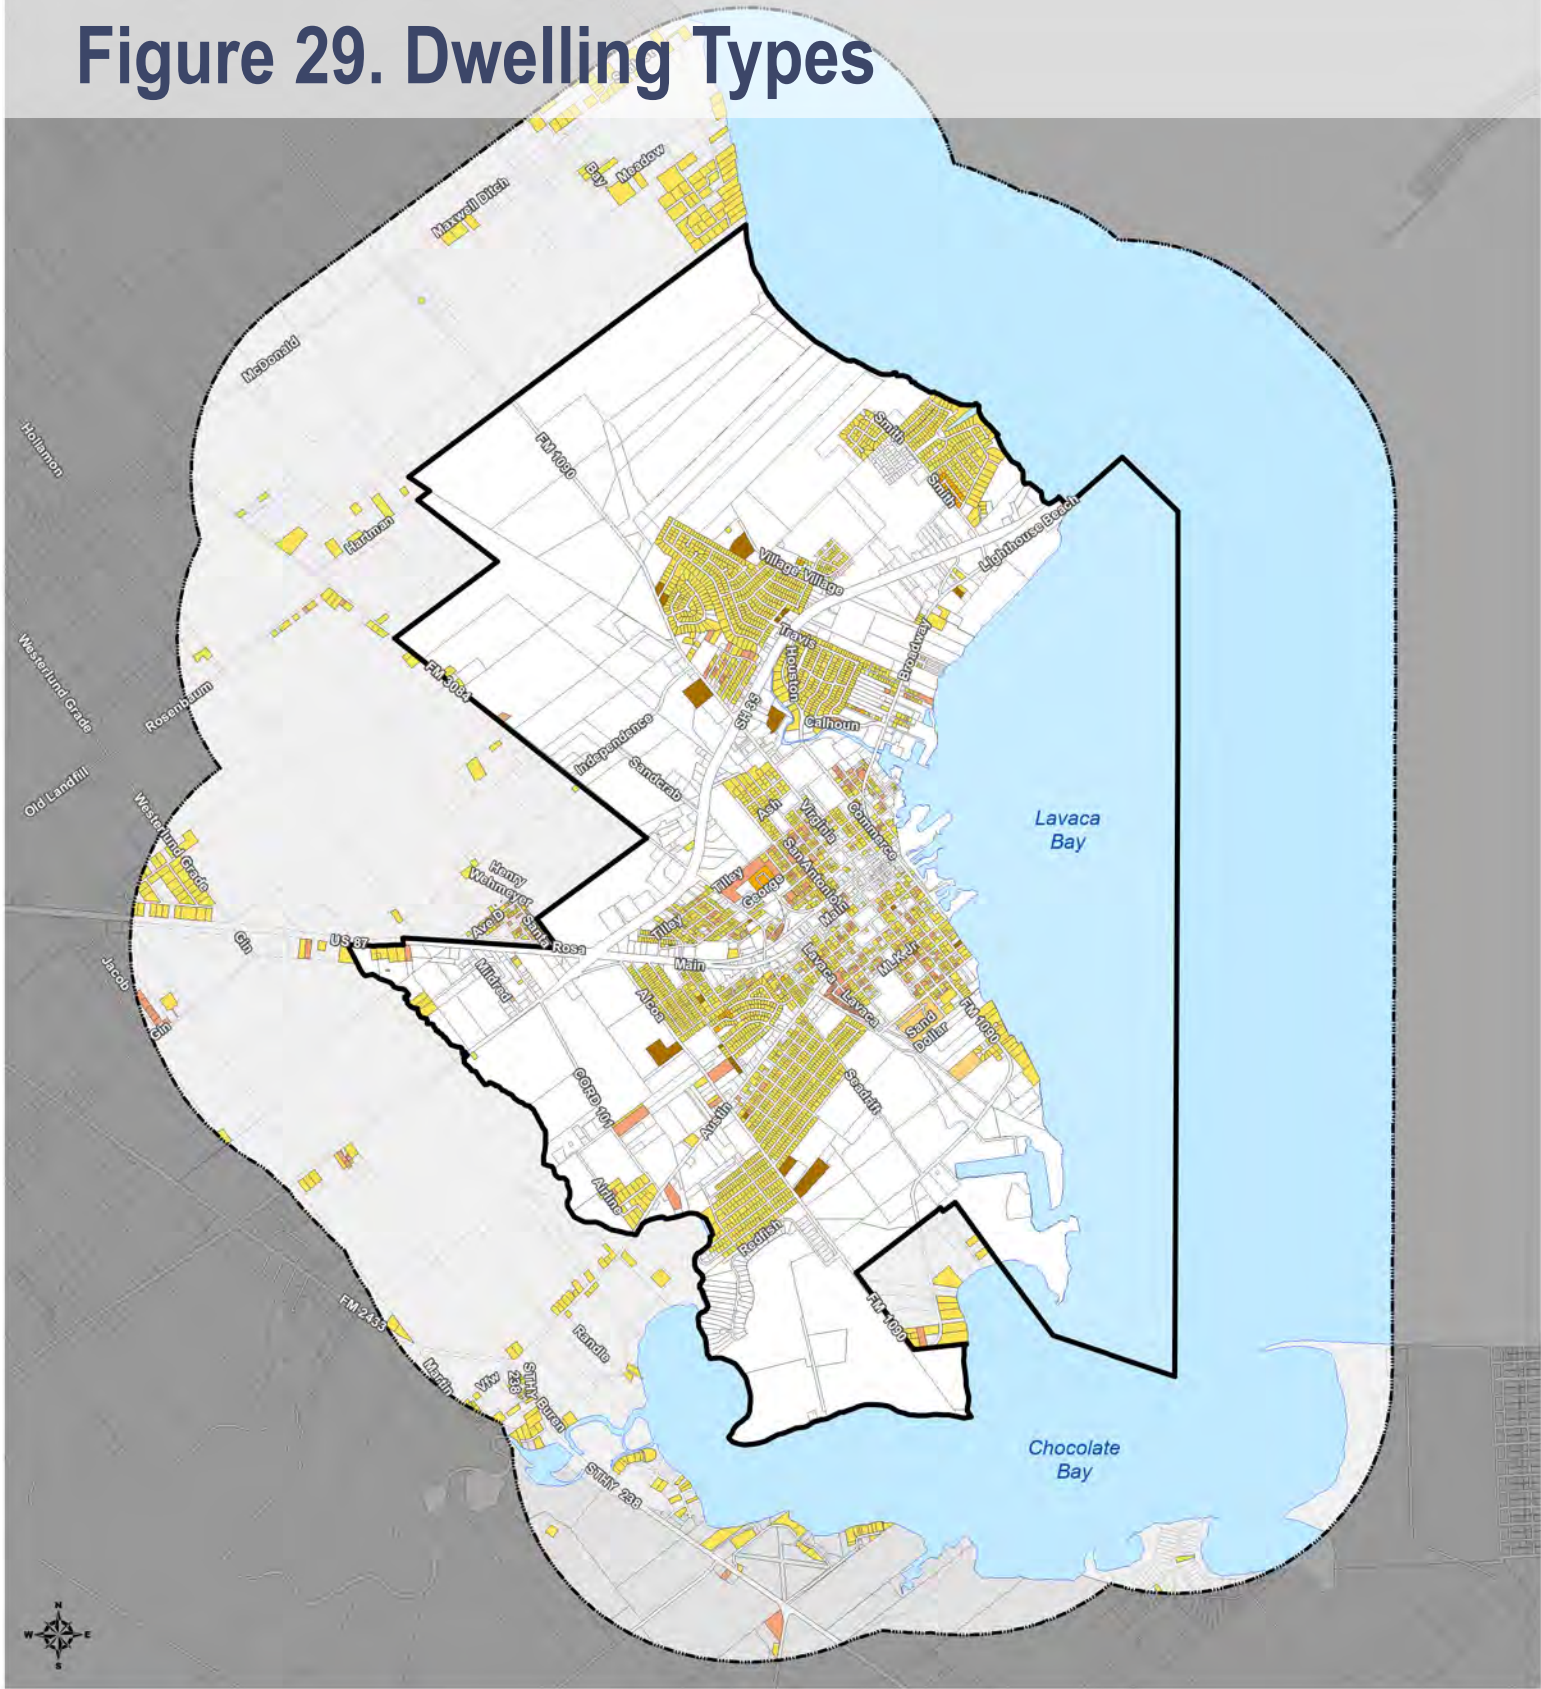 Figure 29. Dwelling Types
Bay
Meadow
Maxwell Ditch
McDonald
Hollamon
FM 1090
Smith
Smith
Hartman
Lighthouse Beach
Village Village
Travis
Houston
Broadway
Westerlund Grade
FM 3084
Rosenbaum
SH 35
Calhoun
Independence
Sandcrab
Old Landfill
Westerlund Grade
Ash
Virginia
Commerce
Lavaca
Bay
San Antonio
Tilley
George
Henry
Wehmeyer
Ave D
Santa Rosa
Tilley
Main
US 87
Gin
Main
Lavaca
MLK Jr
Jacob
Mildred
Alcoa
Lavaca
FM 1090
Sand
Dollar
Gin
CORD 101
Seadrift
Austin
Airline
Redfish
FM 1090
FM 2433
Randle
Martin
Vfw
STHY
238
Buren
Chocolate
Bay
STHY 238
N
W
E
S